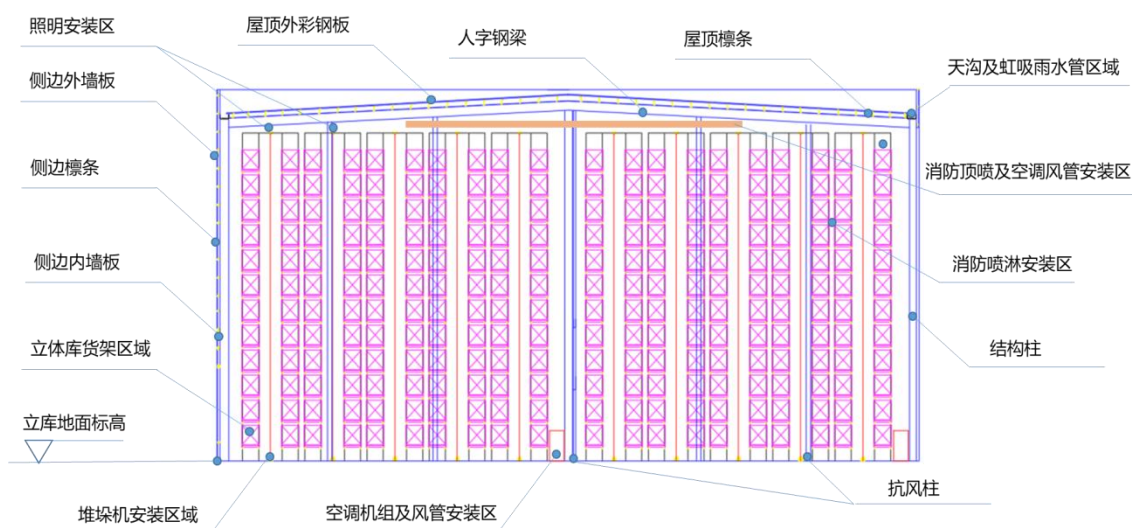 照明安装区
屋顶外彩钢板
人字钢梁
屋顶檩条
天沟及虹吸雨水管区域
侧边外墙板
侧边檩条
消防顶喷及空调风管安装区
侧边内墙板
消防喷淋安装区
立体库货架区域
结构柱
立库地面标高
堆垛机安装区域
空调机组及风管安装区
抗风柱